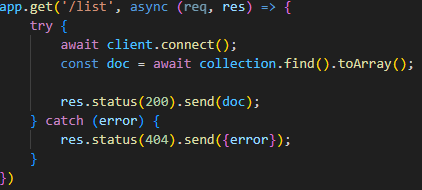 app.get('/list', async (req, res) => {
    try {
        await client.connect();
        const doc = await collection.find().toArray();

        res.status(200).send(doc);
    } catch (error) {
        res.status(404).send({error});
    }
})